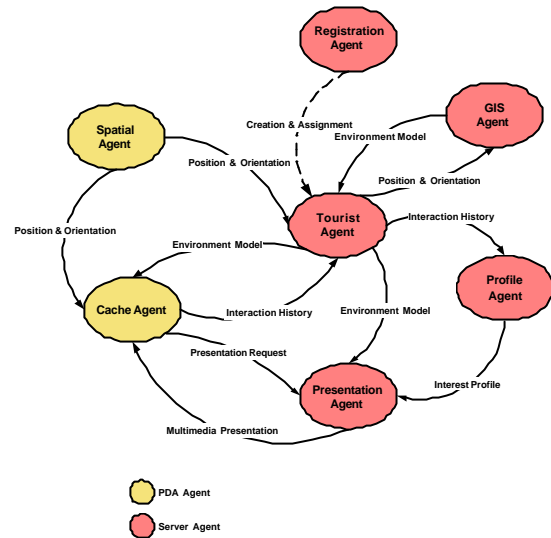 Registration
Agent
Creation & Assignment
GIS
Agent
Spatial
Agent
Environment Model
Position & Orientation
Position & Orientation
Tourist
Agent
Interaction History
Position & Orientation
Environment Model
Profile
Agent
Cache Agent
Interaction History
Environment Model
Presentation Request
Presentation
Agent
Interest Profile
Multimedia Presentation
PDA Agent
Server Agent